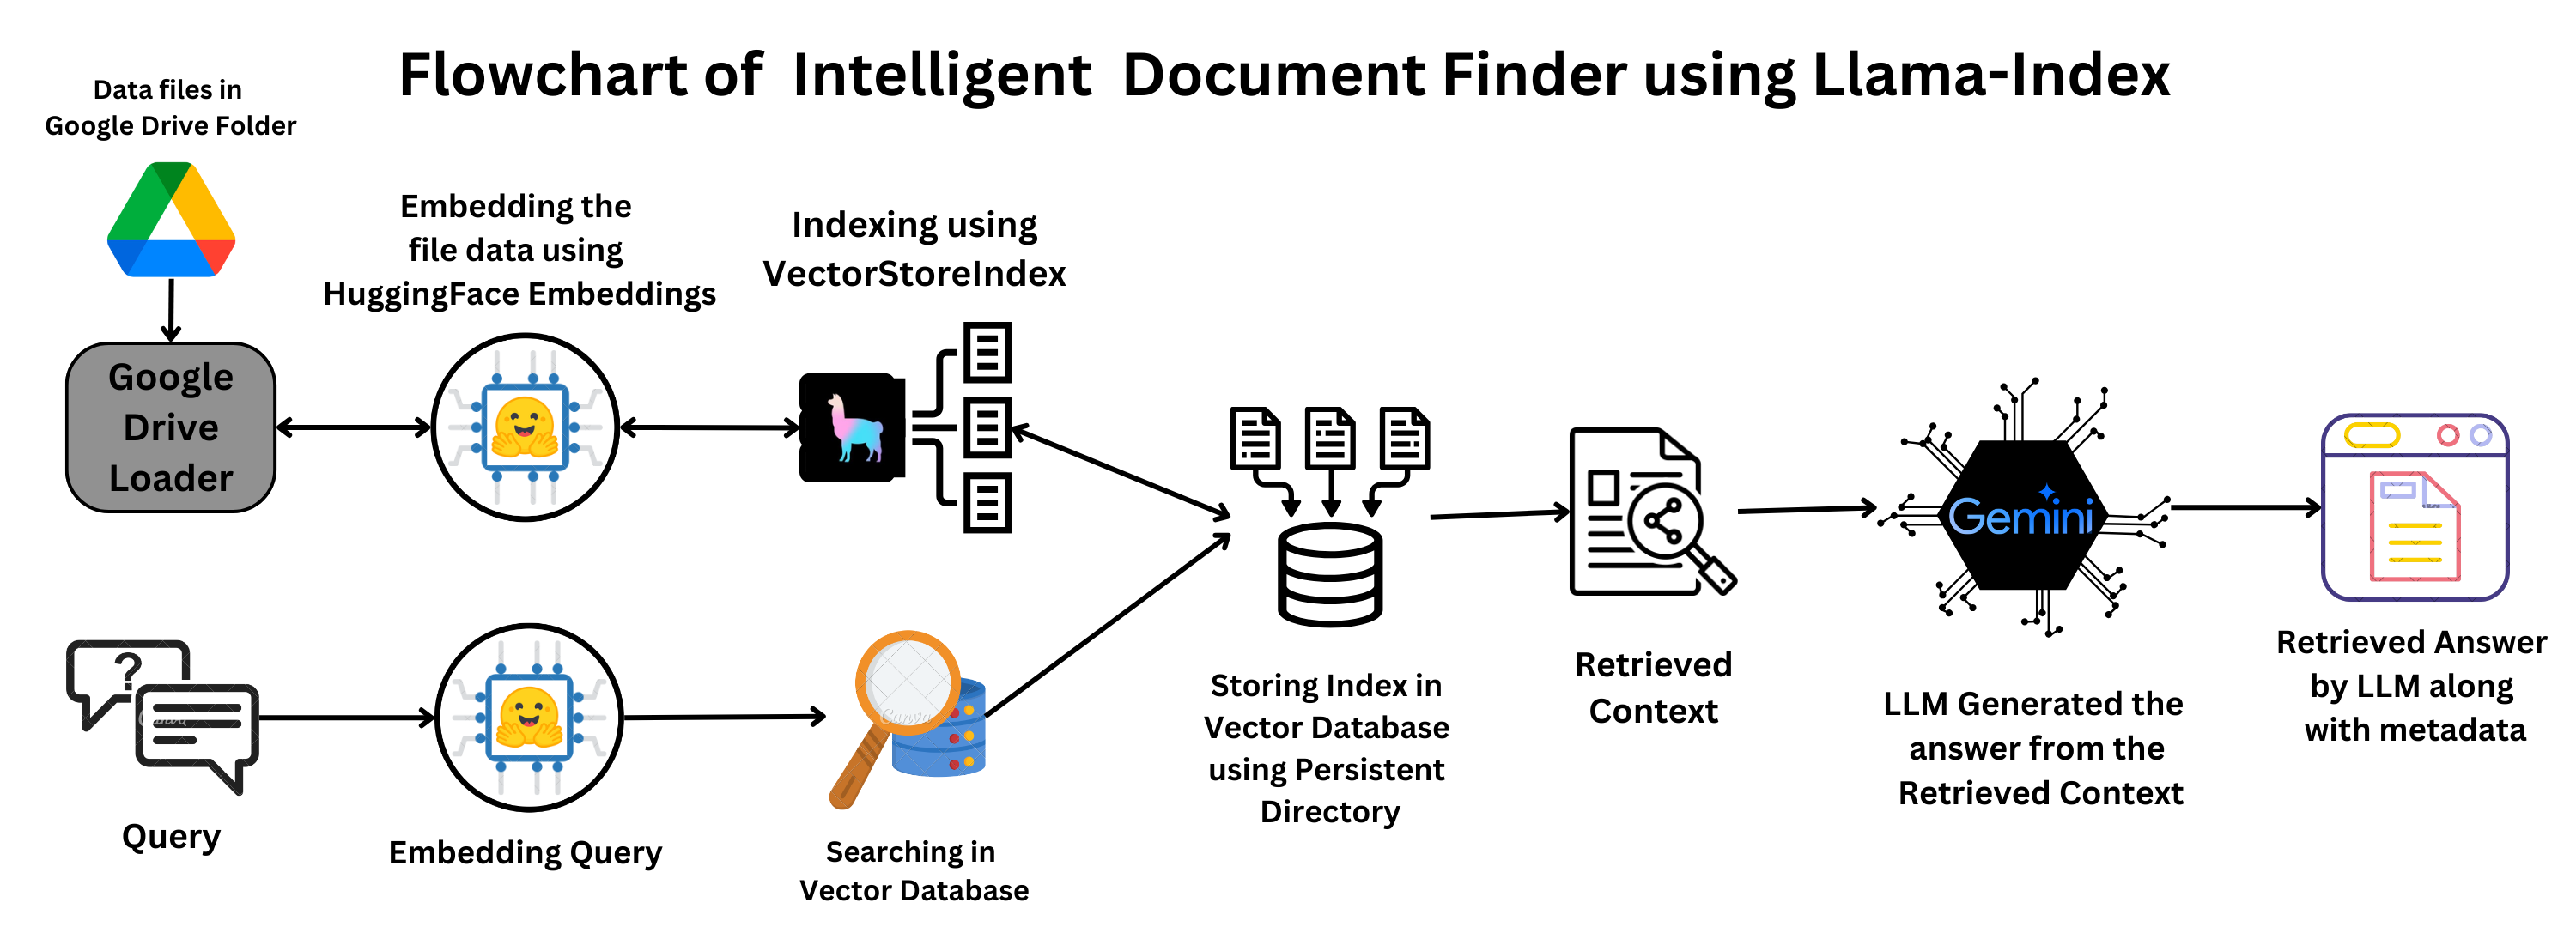 Flowchart of Intelligent Document Finder using Llama-Index
Data files in
Google Drive Folder
Google
Drive
Loader
Embedding the
file data using
HuggingFace Embeddings
Indexing using
VectorStoreIndex
?
Canva
Query
Embedding Query
Canva
Searching in
Vector Database
Storing Index in
Vector Database
using Persistent
Directory
Retrieved
Context
Gemini
LLM Generated the
answer from the
Retrieved Context
Retrieved Answer
by LLM along
with metadata